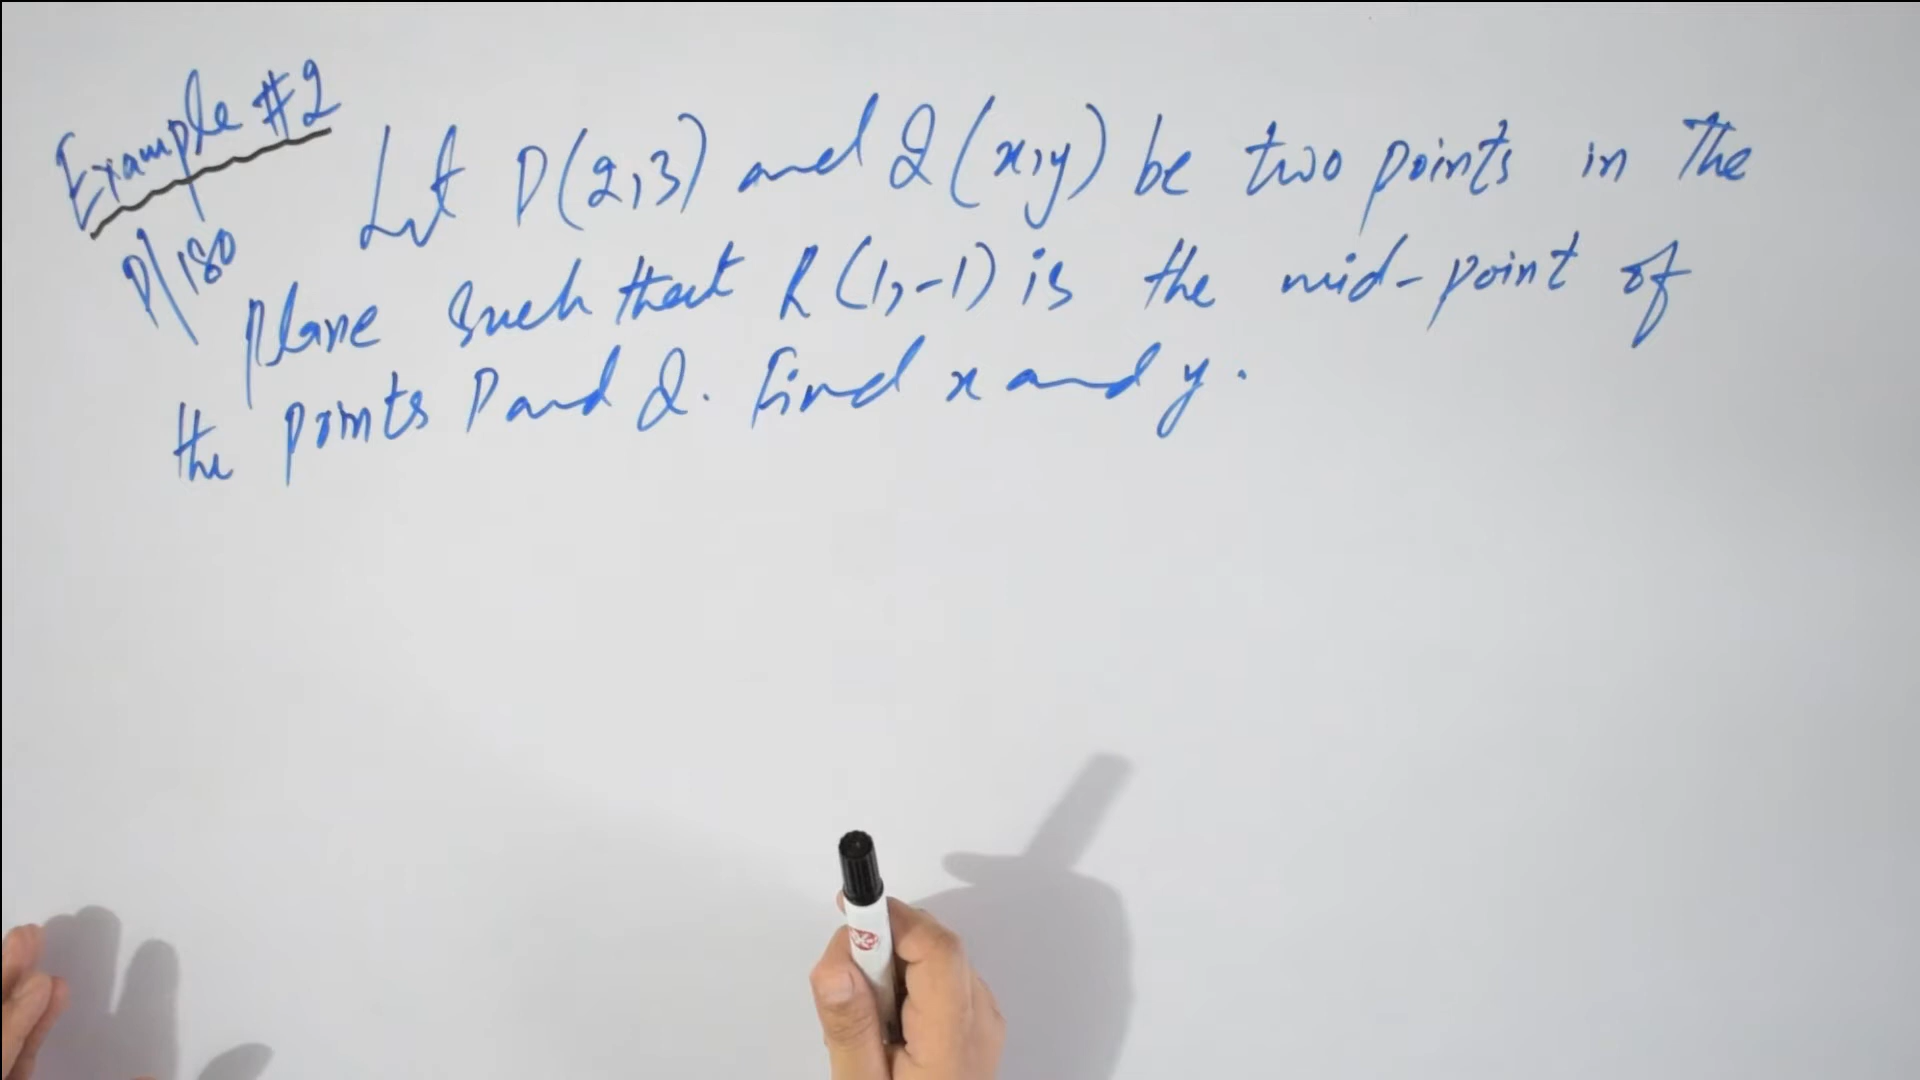 Example #2
P/180
Let P(2,3) and Q(x,y) be two points in the
plane such that R(1,-1) is the mid-point of
the points P and Q. Find x and y.